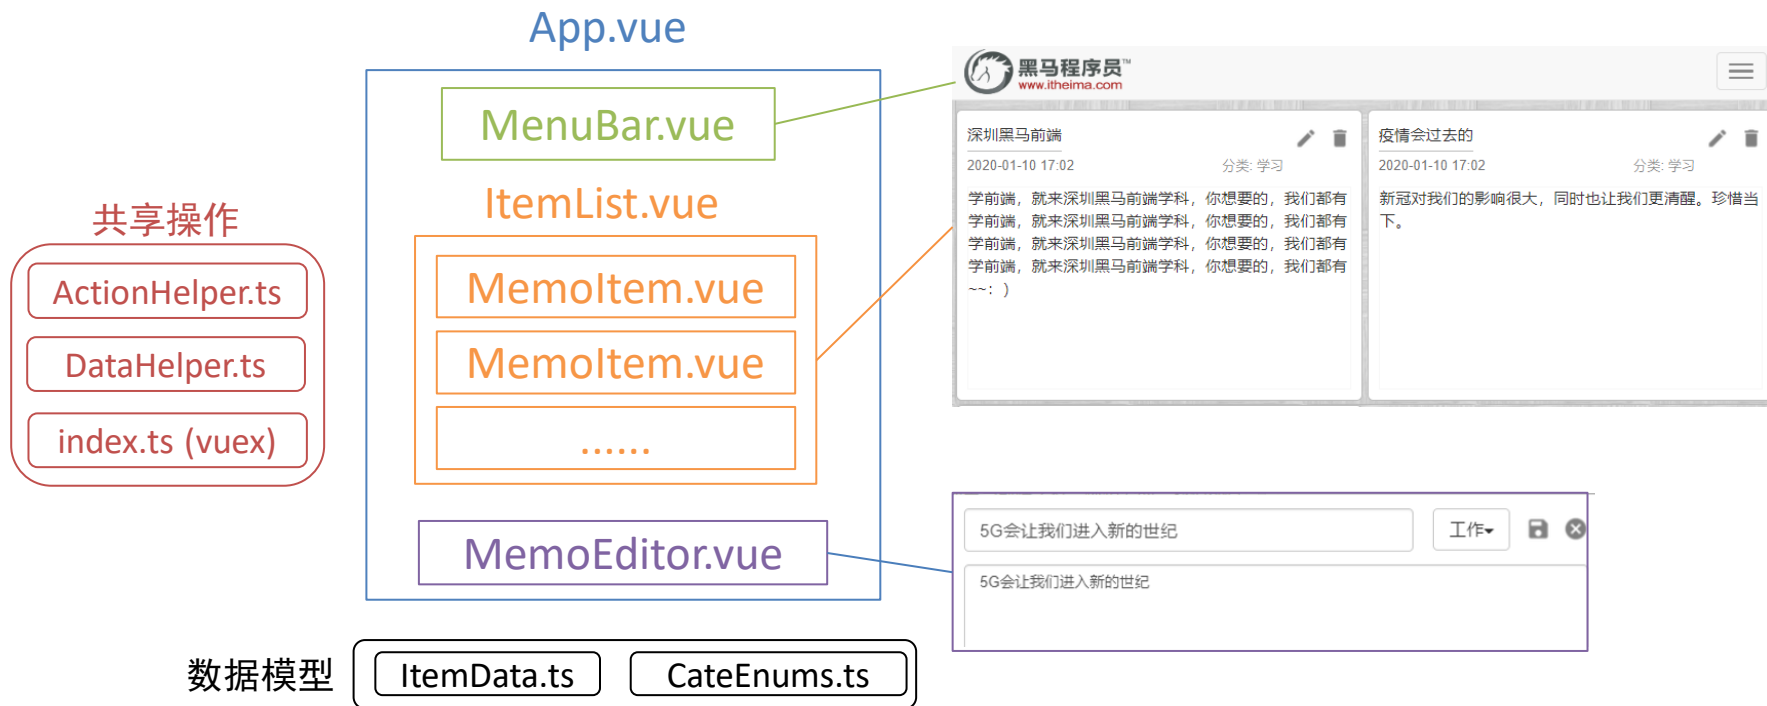 App.vue
MenuBar.vue
ItemList.vue
MemoItem.vue
MemoItem.vue
......
MemoEditor.vue
共享操作
ActionHelper.ts
DataHelper.ts
index.ts (vuex)
数据模型
ItemData.ts
CateEnums.ts
黑马程序员™
www.itheima.com
深圳黑马前端
2020-01-10 17:02
分类: 学习
学前端，就来深圳黑马前端学科，你想要的，我们都有
学前端，就来深圳黑马前端学科，你想要的，我们都有
学前端，就来深圳黑马前端学科，你想要的，我们都有
学前端，就来深圳黑马前端学科，你想要的，我们都有
~~: )
疫情会过去的
2020-01-10 17:02
分类: 学习
新冠对我们的影响很大，同时也让我们更清醒。珍惜当
下。
5G会让我们进入新的世纪
工作
5G会让我们进入新的世纪